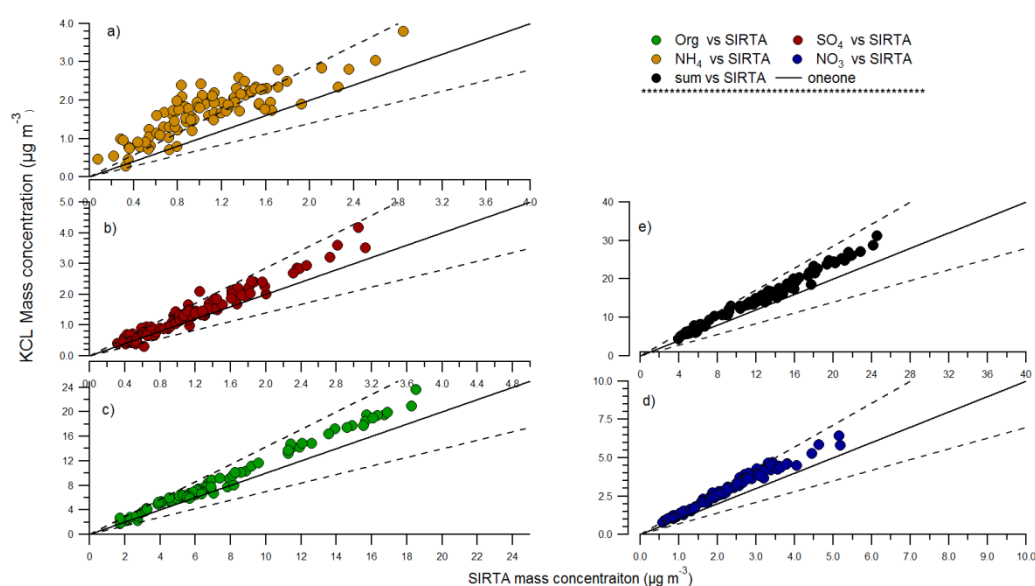 4.0
3.0
2.0
1.0
0.0
a)
0.0 0.4 0.8 1.2 1.6 2.0 2.4 2.8 3.2 3.6 4.0
Org vs SIRTA SO4 vs SIRTA
NH4 vs SIRTA NO3 vs SIRTA
sum vs SIRTA oneone
**************************************************
KCL Mass concentration (µg m-3)
5.0
4.0
3.0
2.0
1.0
0.0
b)
0.0 0.4 0.8 1.2 1.6 2.0 2.4 2.8 3.2 3.6 4.0 4.4 4.8
40
30
20
10
0
e)
0 4 8 12 16 20 24 28 32 36 40
24
20
16
12
8
4
0
c)
0 2 4 6 8 10 12 14 16 18 20 22 24
10.0
7.5
5.0
2.5
0.0
d)
0.0 1.0 2.0 3.0 4.0 5.0 6.0 7.0 8.0 9.0 10.0
SIRTA mass concentraiton (µg m-3)